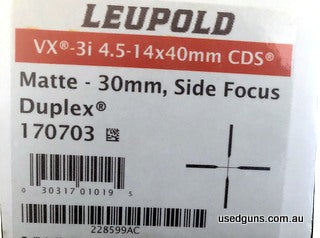 LEUPOLD
VX®-3i 4.5-14x40mm CDS®
Matte - 30mm, Side Focus
Duplex®
170703
0 30317 01019 5
228599AC
usedguns.com.au